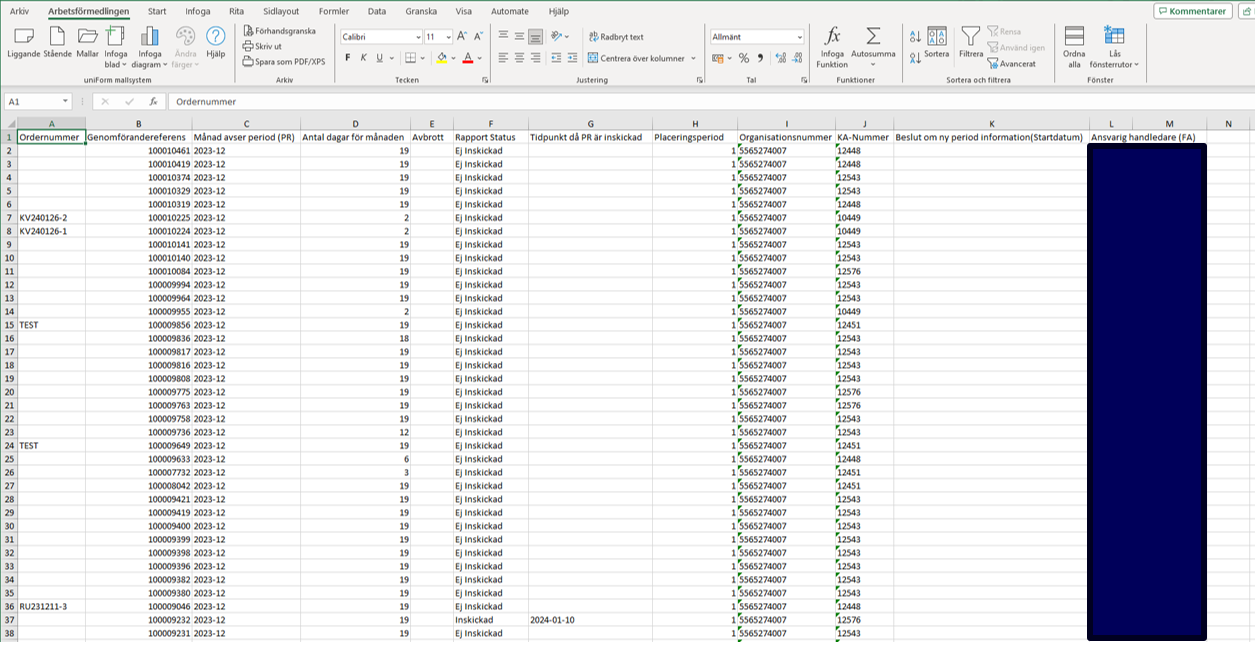 Arkiv Arbetsförmedlingen Start Infoga Rita Sidlayout Formler Data Granska Visa Automate Hjälp Kommentarer
Liggande Stående Mallar Infoga blad Infoga diagram Ändra färger Hjälp
Förhandsgranska
Skriv ut
Spara som PDF/XPS
Calibri 11 A A
F K U A
Radbryt text
Centrera över kolumner
Allmänt
%
Infoga Funktion Autosumma
Sortera Filtrera
Rensa
Använd igen
Avancerat
Ordna alla Lås fönsterrutor
uniForm mallsystem Arkiv Tecken Justering Tal Funktioner Sortera och filtrera Fönster
A1 fx Ordernummer
A B C D E F G H I J K L M N
1 Ordernummer Genomförandereferens Månad avser period (PR) Antal dagar för månaden Avbrott Rapport Status Tidpunkt då PR är inskickad Placeringsperiod Organisationsnummer KA-Nummer Beslut om ny period information(Startdatum) Ansvarig handledare (FA)
2 100010461 2023-12 19 Ej Inskickad 1 5565274007 12448
3 100010419 2023-12 19 Ej Inskickad 1 5565274007 12448
4 100010374 2023-12 19 Ej Inskickad 1 5565274007 12543
5 100010329 2023-12 19 Ej Inskickad 1 5565274007 12543
6 100010319 2023-12 19 Ej Inskickad 1 5565274007 12448
7 KV240126-2 100010225 2023-12 2 Ej Inskickad 1 5565274007 10449
8 KV240126-1 100010224 2023-12 2 Ej Inskickad 1 5565274007 10449
9 100010141 2023-12 19 Ej Inskickad 1 5565274007 12543
10 100010140 2023-12 19 Ej Inskickad 1 5565274007 12543
11 100010084 2023-12 19 Ej Inskickad 1 5565274007 12576
12 100009994 2023-12 19 Ej Inskickad 1 5565274007 12543
13 100009964 2023-12 19 Ej Inskickad 1 5565274007 12543
14 100009955 2023-12 2 Ej Inskickad 1 5565274007 10449
15 TEST 100009856 2023-12 19 Ej Inskickad 1 5565274007 12451
16 100009836 2023-12 18 Ej Inskickad 1 5565274007 12543
17 100009817 2023-12 19 Ej Inskickad 1 5565274007 12543
18 100009816 2023-12 19 Ej Inskickad 1 5565274007 12543
19 100009808 2023-12 19 Ej Inskickad 1 5565274007 12543
20 100009775 2023-12 19 Ej Inskickad 1 5565274007 12576
21 100009763 2023-12 19 Ej Inskickad 1 5565274007 12576
22 100009758 2023-12 19 Ej Inskickad 1 5565274007 12543
23 100009736 2023-12 12 Ej Inskickad 1 5565274007 12543
24 TEST 100009649 2023-12 19 Ej Inskickad 1 5565274007 12451
25 100009633 2023-12 6 Ej Inskickad 1 5565274007 12448
26 100007732 2023-12 3 Ej Inskickad 1 5565274007 12451
27 100008042 2023-12 19 Ej Inskickad 1 5565274007 12451
28 100009421 2023-12 19 Ej Inskickad 1 5565274007 12543
29 100009419 2023-12 19 Ej Inskickad 1 5565274007 12543
30 100009400 2023-12 19 Ej Inskickad 1 5565274007 12543
31 100009399 2023-12 19 Ej Inskickad 1 5565274007 12543
32 100009398 2023-12 19 Ej Inskickad 1 5565274007 12543
33 100009396 2023-12 19 Ej Inskickad 1 5565274007 12543
34 100009382 2023-12 19 Ej Inskickad 1 5565274007 12543
35 100009380 2023-12 19 Ej Inskickad 1 5565274007 12543
36 RU231211-3 100009046 2023-12 19 Ej Inskickad 1 5565274007 12448
37 100009232 2023-12 19 Inskickad 2024-01-10 1 5565274007 12576
38 100009231 2023-12 19 Ej Inskickad 1 5565274007 12543